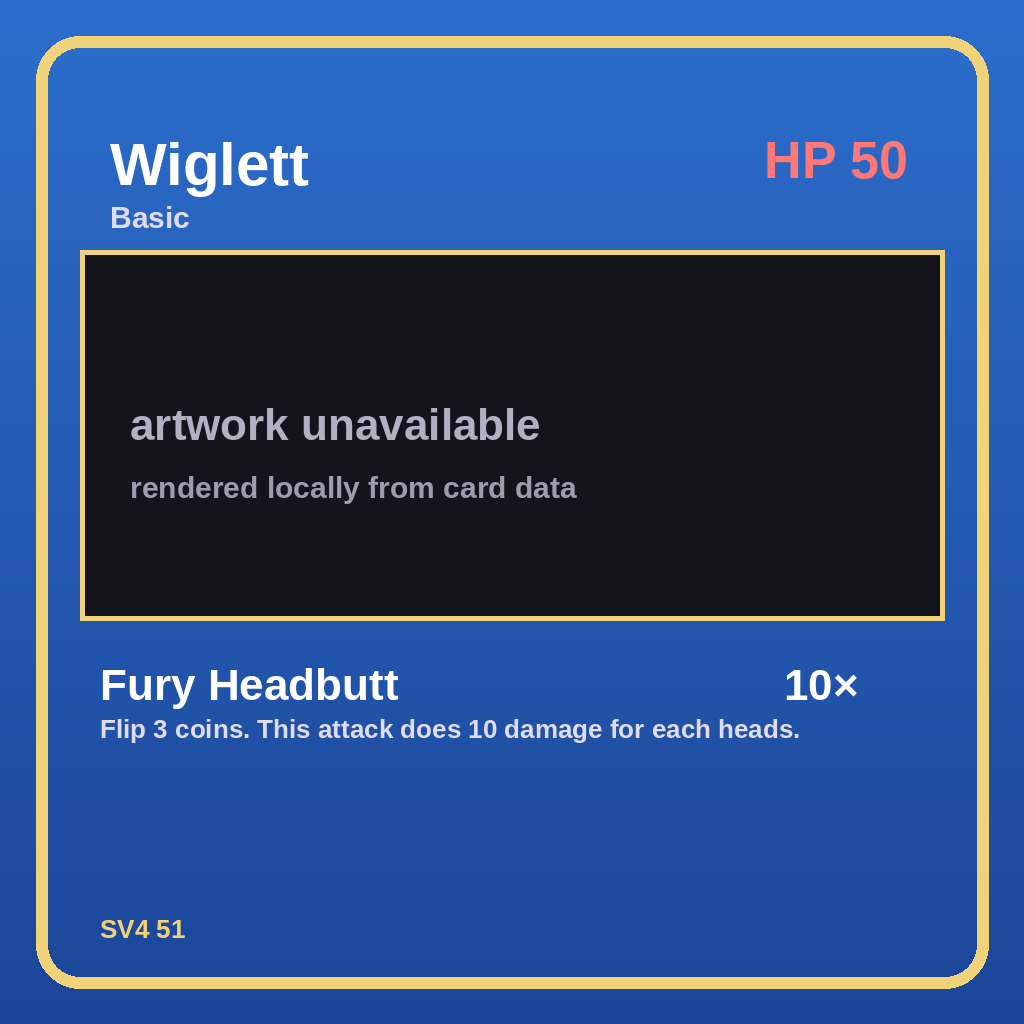 Wiglett
HP 50
Basic
artwork unavailable
rendered locally from card data
Fury Headbutt
10×
Flip 3 coins. This attack does 10 damage for each heads.
SV4 51